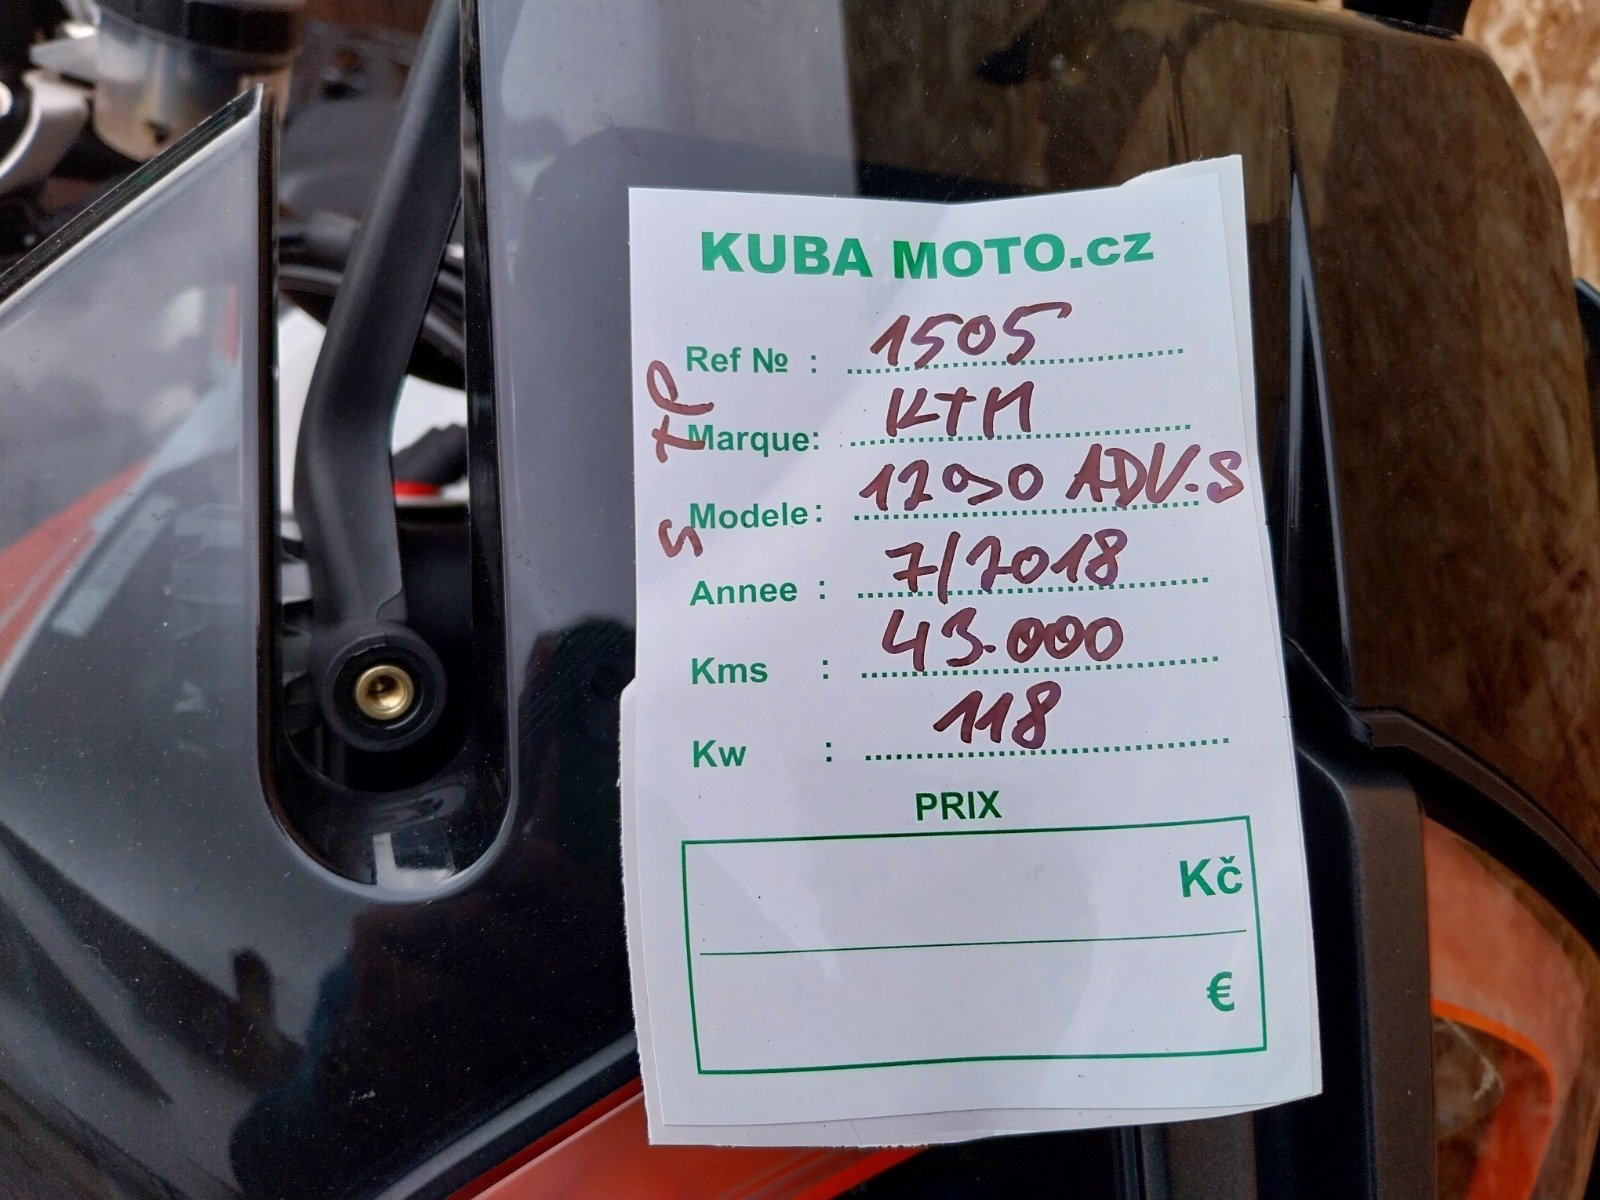 KUBA MOTO.cz
Ref № : 1505
Marque: KTM
Modele: 1290 ADV.S
Annee : 7/2018
Kms : 43.000
Kw : 118
PRIX
Kč
€
S TP